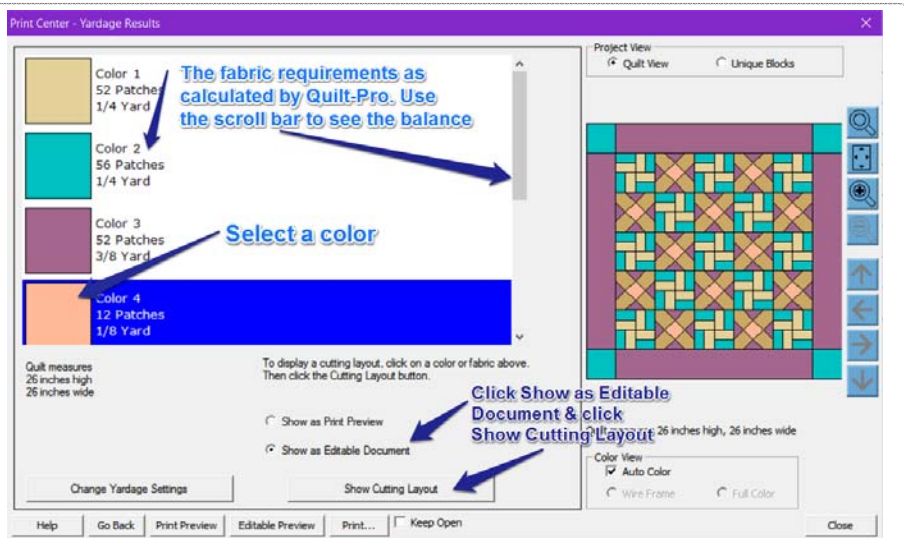 Print Center - Yardage Results
Color 1
52 Patches
1/4 Yard
The fabric requirements as
calculated by Quilt-Pro. Use
the scroll bar to see the balance
Color 2
56 Patches
1/4 Yard
Color 3
52 Patches
3/8 Yard
Select a color
Color 4
12 Patches
1/8 Yard
Quilt measures
26 inches high
26 inches wide
To display a cutting layout, click on a color or fabric above.
Then click the Cutting Layout button.
Show as Print Preview
Show as Editable Document
Click Show as Editable
Document & click
Show Cutting Layout
Change Yardage Settings
Show Cutting Layout
Help
Go Back
Print Preview
Editable Preview
Print...
Keep Open
Project View
Quilt View
Unique Blocks
Quilt measures 26 inches high, 26 inches wide
Color View
Auto Color
Wire Frame
Full Color
Close